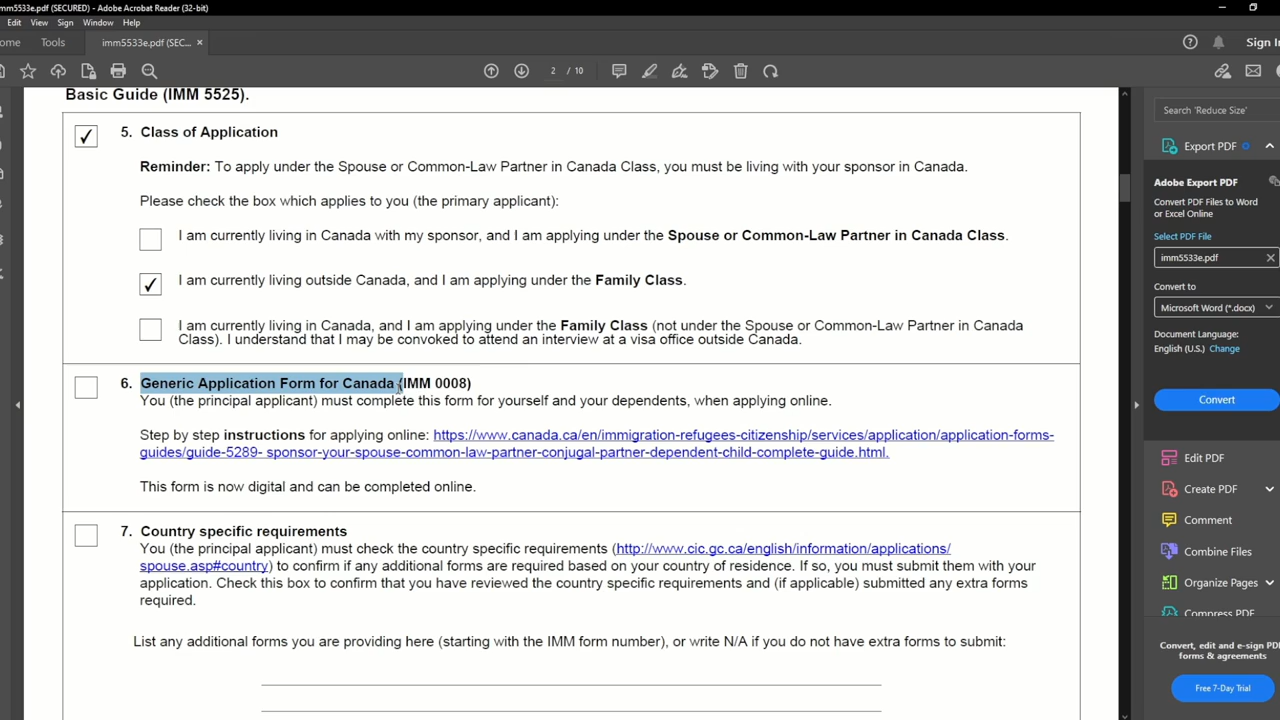 imm5533e.pdf (SECURED) - Adobe Acrobat Reader (32-bit)
Edit View Sign Window Help
ome Tools imm5533e.pdf (SEC... × Sign In
2 / 10
Basic Guide (IMM 5525).
5. Class of Application
Reminder: To apply under the Spouse or Common-Law Partner in Canada Class, you must be living with your sponsor in Canada.
Please check the box which applies to you (the primary applicant):
I am currently living in Canada with my sponsor, and I am applying under the Spouse or Common-Law Partner in Canada Class.
I am currently living outside Canada, and I am applying under the Family Class.
I am currently living in Canada, and I am applying under the Family Class (not under the Spouse or Common-Law Partner in Canada
Class). I understand that I may be convoked to attend an interview at a visa office outside Canada.
6. Generic Application Form for Canada (IMM 0008)
You (the principal applicant) must complete this form for yourself and your dependents, when applying online.
Step by step instructions for applying online: https://www.canada.ca/en/immigration-refugees-citizenship/services/application/application-forms-
guides/guide-5289- sponsor-your-spouse-common-law-partner-conjugal-partner-dependent-child-complete-guide.html.
This form is now digital and can be completed online.
7. Country specific requirements
You (the principal applicant) must check the country specific requirements (http://www.cic.gc.ca/english/information/applications/
spouse.asp#country) to confirm if any additional forms are required based on your country of residence. If so, you must submit them with your
application. Check this box to confirm that you have reviewed the country specific requirements and (if applicable) submitted any extra forms
required.
List any additional forms you are providing here (starting with the IMM form number), or write N/A if you do not have extra forms to submit:
Search 'Reduce Size'
Export PDF
Adobe Export PDF
Convert PDF Files to Word
or Excel Online
Select PDF File
imm5533e.pdf
Convert to
Microsoft Word (*.docx)
Document Language:
English (U.S.) Change
Convert
Edit PDF
Create PDF
Comment
Combine Files
Organize Pages
Compress PDF
Convert, edit and e-sign PD
forms & agreements
Free 7-Day Trial